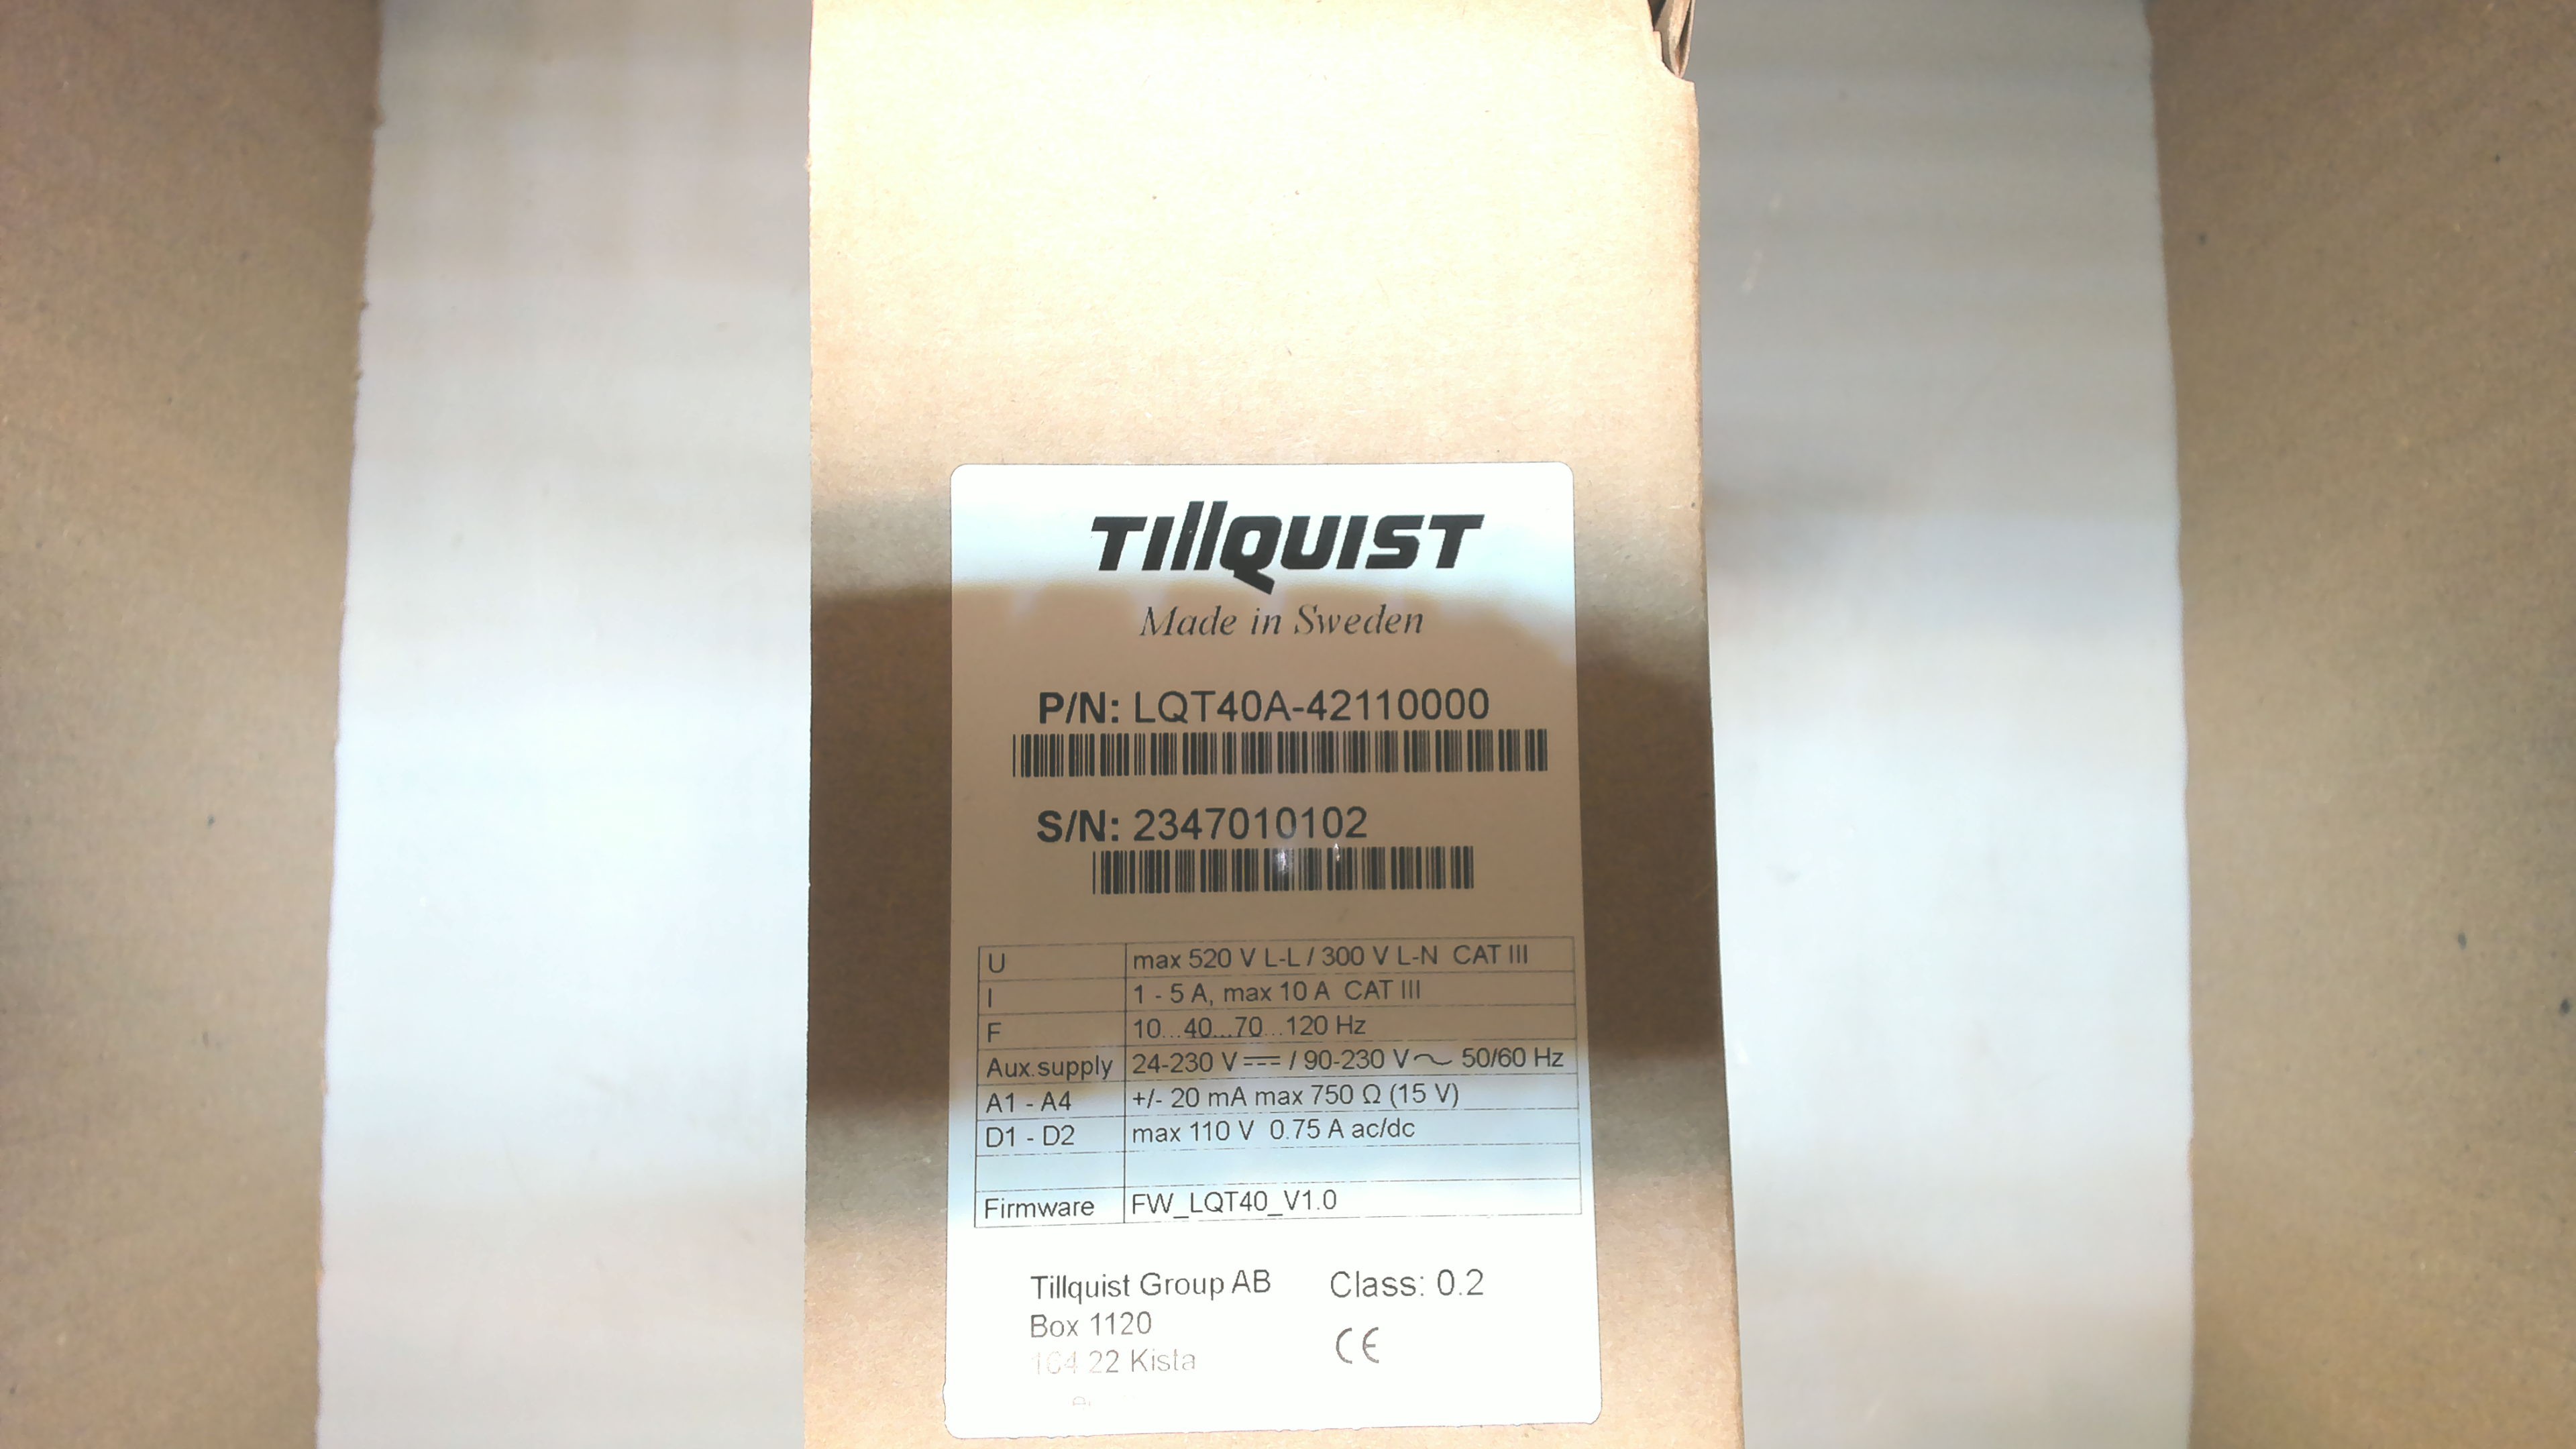 TillQUIST
Made in Sweden
P/N: LQT40A-42110000
S/N: 2347010102
U max 520 V L-L / 300 V L-N CAT III
I 1 - 5 A, max 10 A CAT III
F 10...40...70...120 Hz
Aux.supply 24-230 V⎓ / 90-230 V∼ 50/60 Hz
A1 - A4 +/- 20 mA max 750 Ω (15 V)
D1 - D2 max 110 V 0.75 A ac/dc
Firmware FW_LQT40_V1.0
Tillquist Group AB Class: 0.2
Box 1120
164 22 Kista
CE